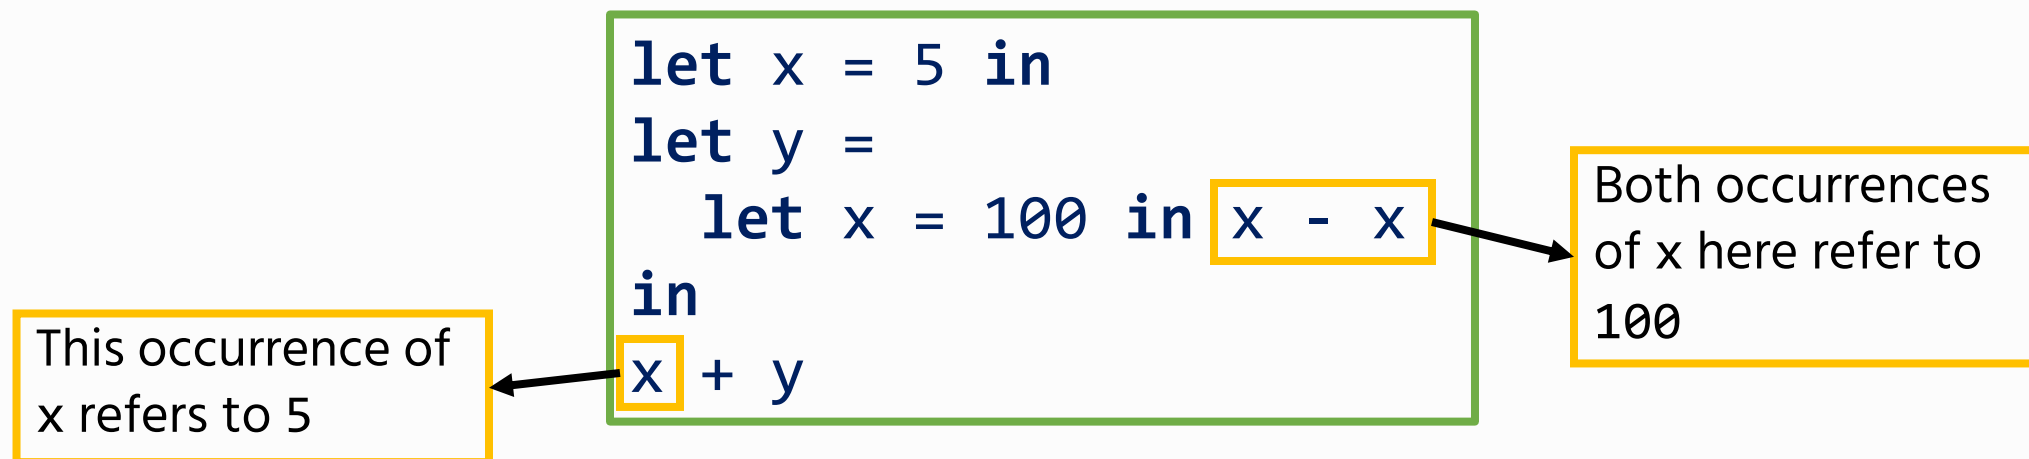 let x = 5 in
let y =
let x = 100 in x - x
in
x + y
Both occurrences
of x here refer to
100
This occurrence of
x refers to 5